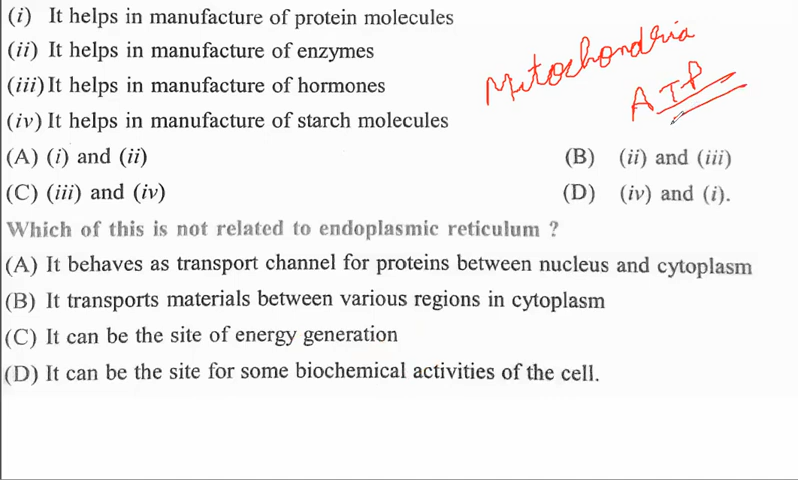 (i) It helps in manufacture of protein molecules
(ii) It helps in manufacture of enzymes
(iii) It helps in manufacture of hormones
(iv) It helps in manufacture of starch molecules
Mitochondria
ATP
(A) (i) and (ii) (B) (ii) and (iii)
(C) (iii) and (iv) (D) (iv) and (i).
Which of this is not related to endoplasmic reticulum ?
(A) It behaves as transport channel for proteins between nucleus and cytoplasm
(B) It transports materials between various regions in cytoplasm
(C) It can be the site of energy generation
(D) It can be the site for some biochemical activities of the cell.